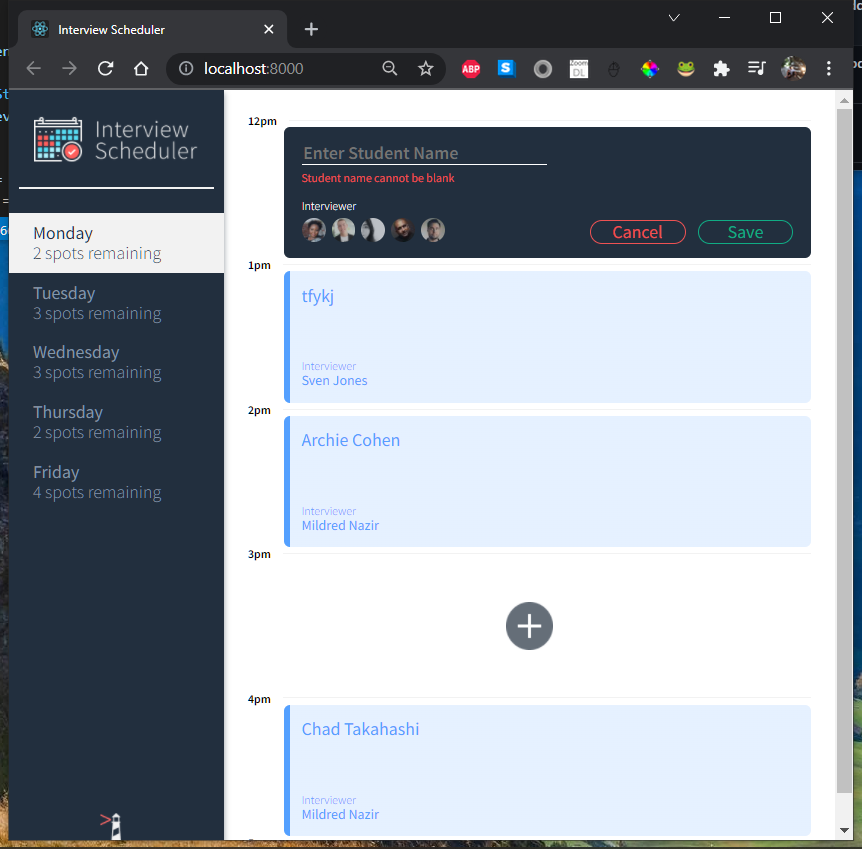 Interview Scheduler
localhost:8000
ABP
S
Zoom
DL
Interview
Scheduler
Monday
2 spots remaining
Tuesday
3 spots remaining
Wednesday
3 spots remaining
Thursday
2 spots remaining
Friday
4 spots remaining
12pm
Enter Student Name
Student name cannot be blank
Interviewer
Cancel
Save
1pm
tfykj
Interviewer
Sven Jones
2pm
Archie Cohen
Interviewer
Mildred Nazir
3pm
4pm
Chad Takahashi
Interviewer
Mildred Nazir